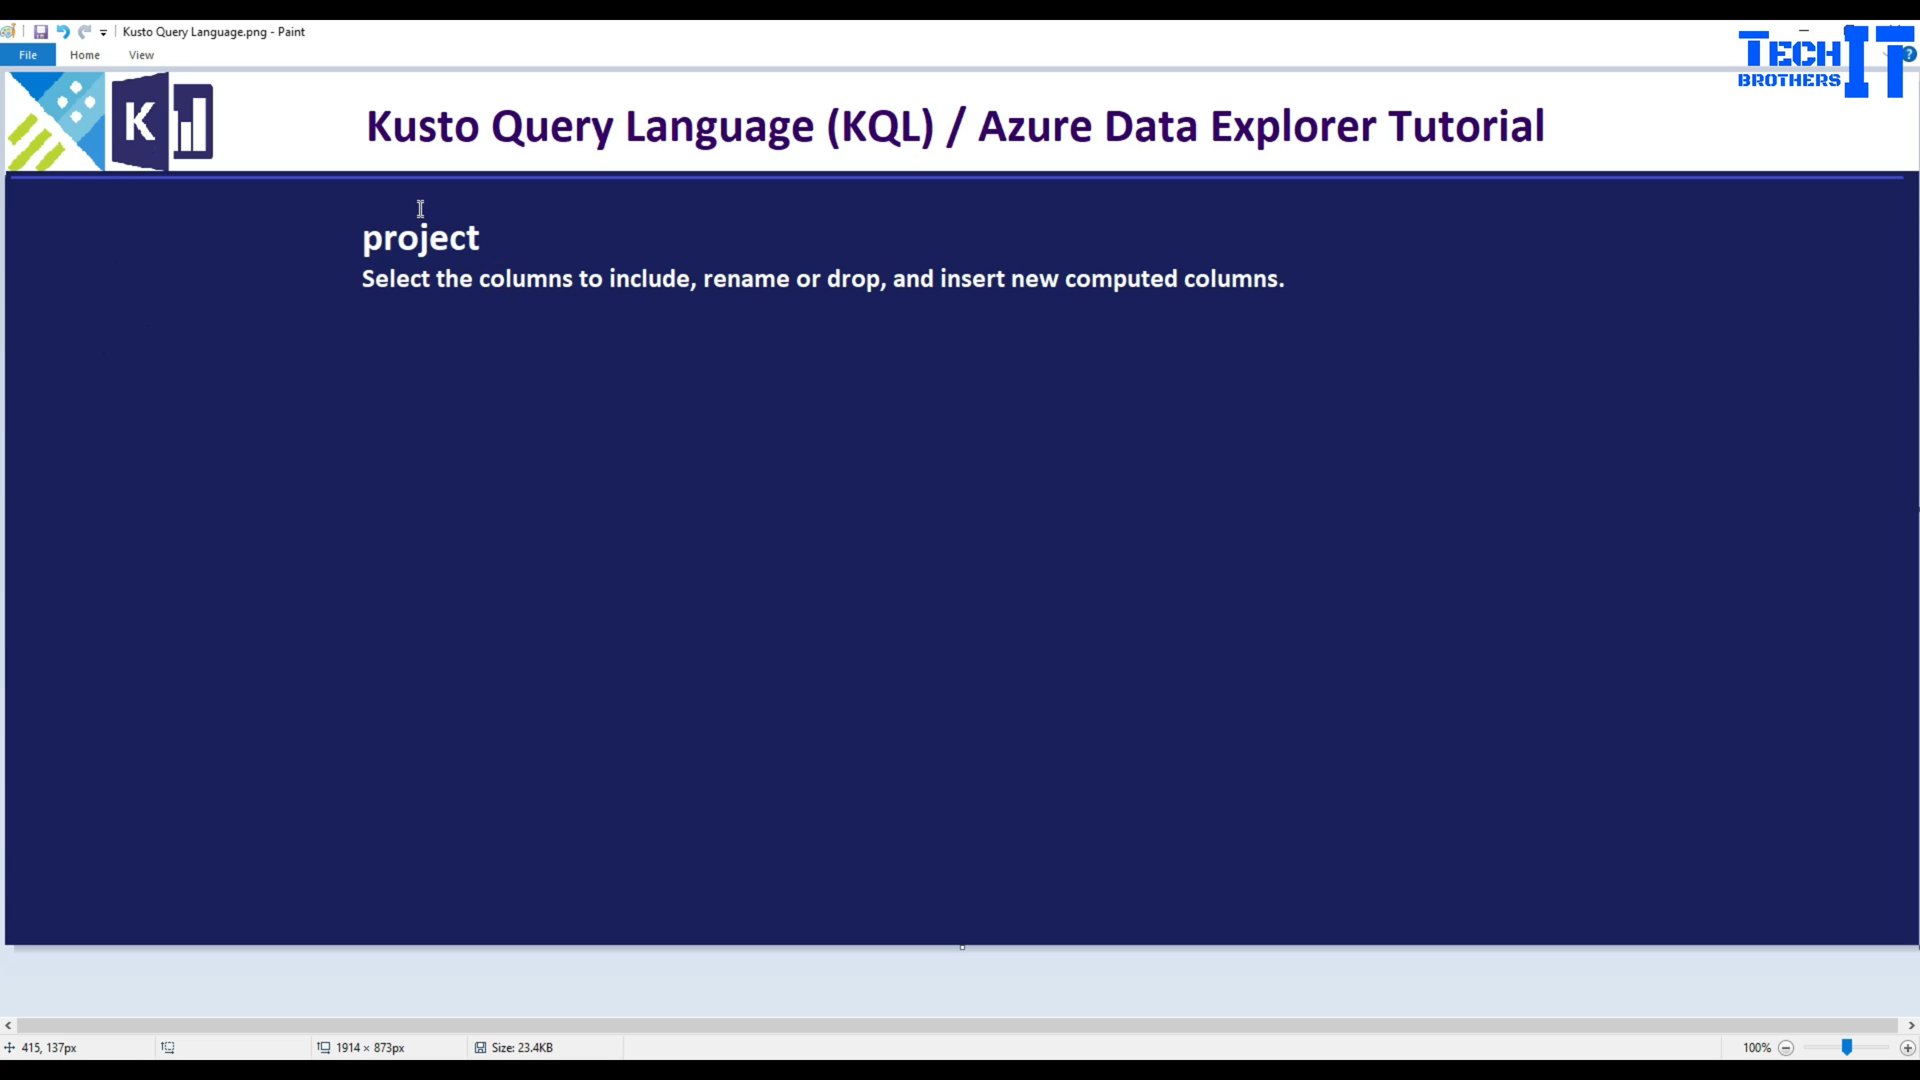 Kusto Query Language.png - Paint
File Home View
TECH IT
BROTHERS
?
K
Kusto Query Language (KQL) / Azure Data Explorer Tutorial
project
Select the columns to include, rename or drop, and insert new computed columns.
415, 137px
1914 × 873px
Size: 23.4KB
100%